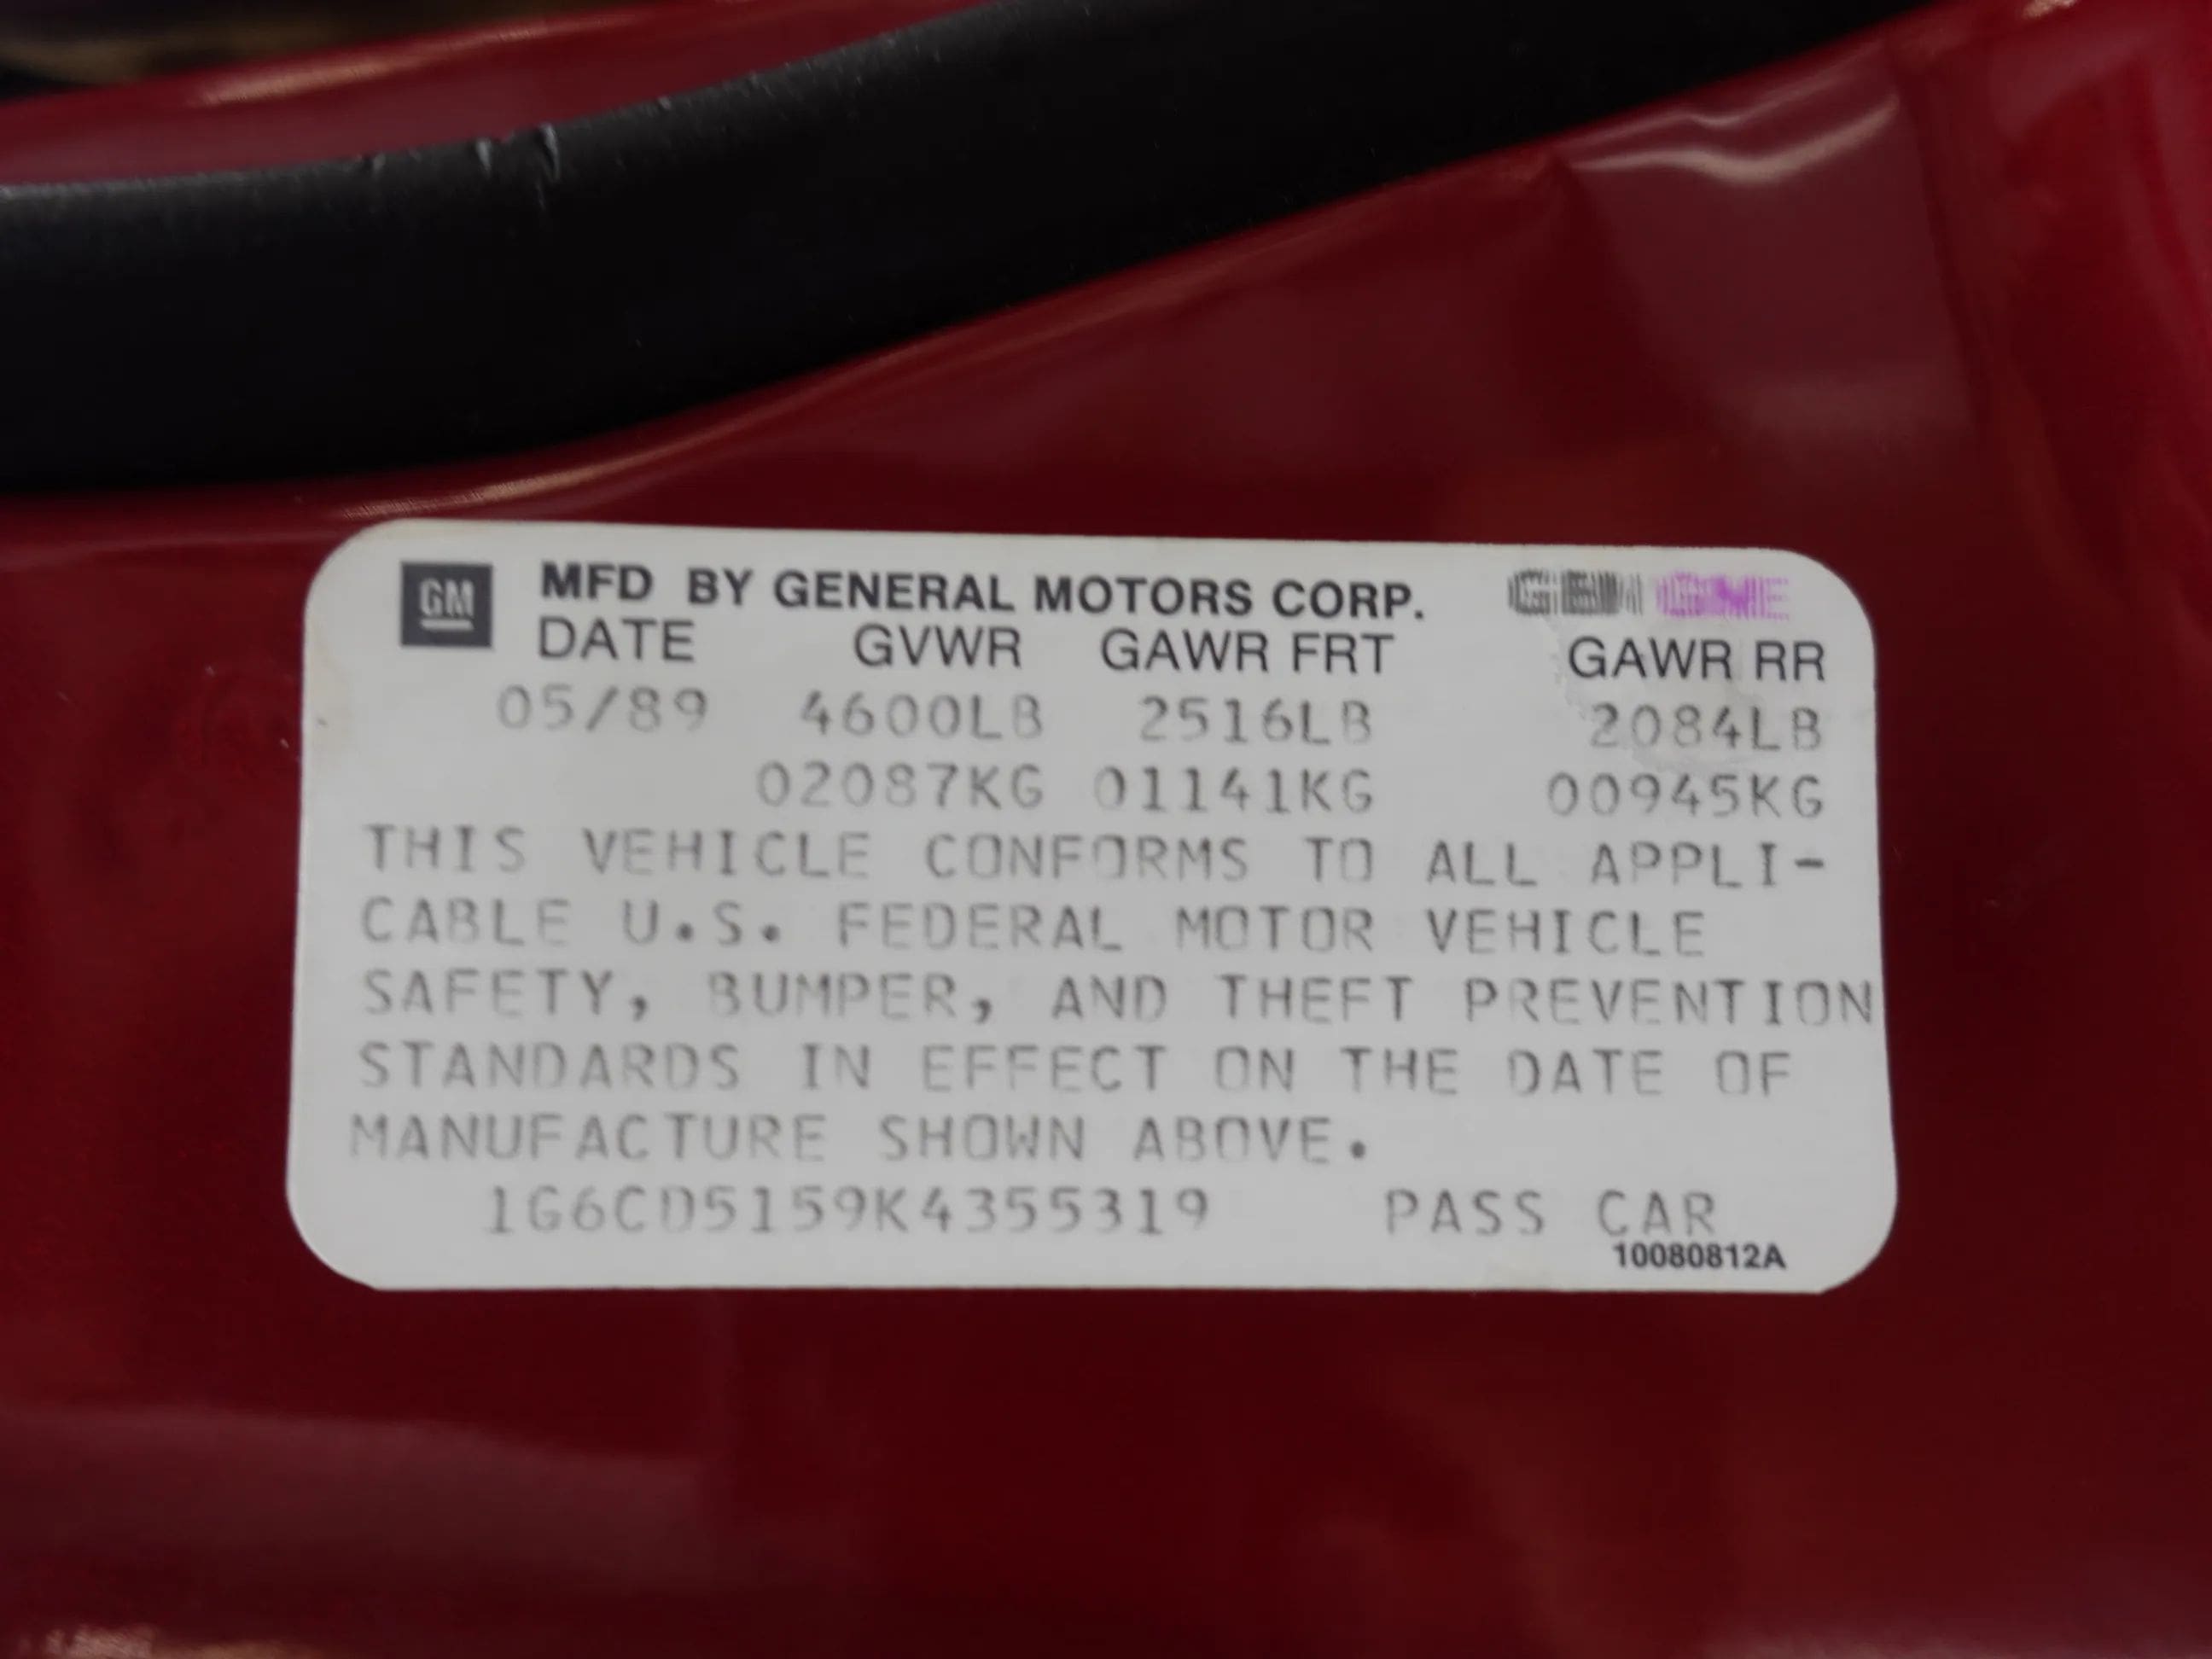 GM MFD BY GENERAL MOTORS CORP.
DATE GVWR GAWR FRT GAWR RR
05/89 4600LB 2516LB 2084LB
02087KG 01141KG 00945KG
THIS VEHICLE CONFORMS TO ALL APPLI-
CABLE U.S. FEDERAL MOTOR VEHICLE
SAFETY, BUMPER, AND THEFT PREVENTION
STANDARDS IN EFFECT ON THE DATE OF
MANUFACTURE SHOWN ABOVE.
1G6CD5159K4355319 PASS CAR
10080812A